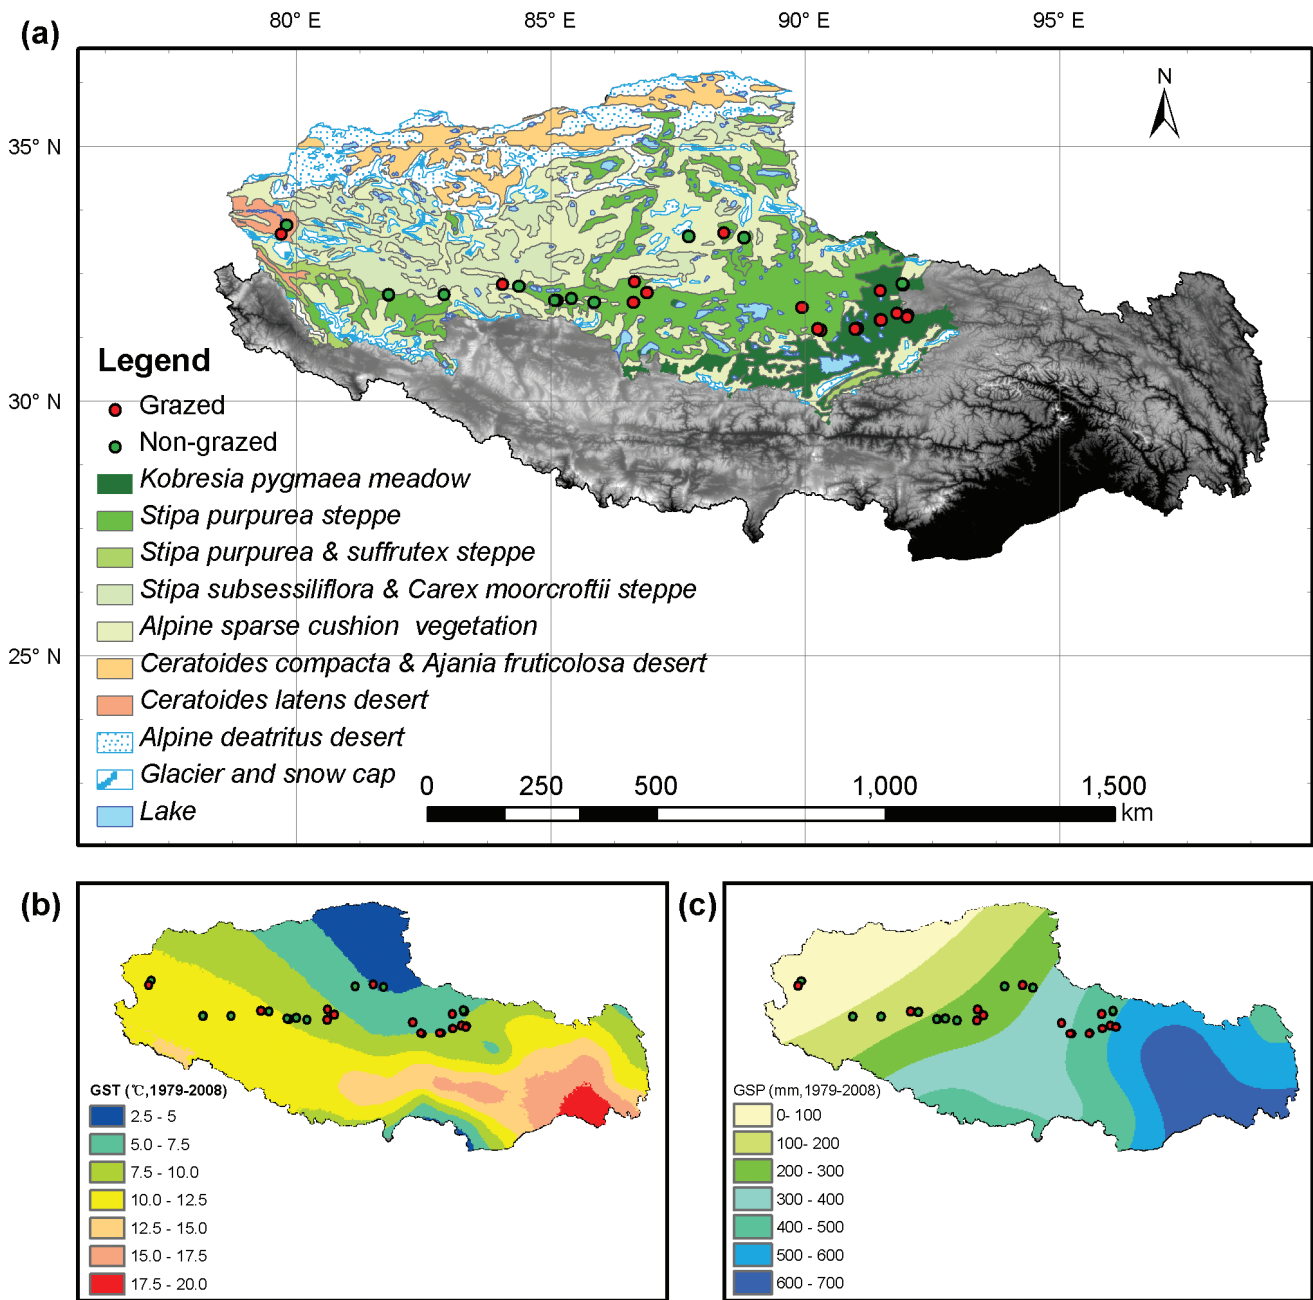 80° E 85° E 90° E 95° E
(a)
N
35° N
30° N
25° N
Legend
Grazed
Non-grazed
Kobresia pygmaea meadow
Stipa purpurea steppe
Stipa purpurea & suffrutex steppe
Stipa subsessiliflora & Carex moorcroftii steppe
Alpine sparse cushion vegetation
Ceratoides compacta & Ajania fruticolosa desert
Ceratoides latens desert
Alpine deatritus desert
Glacier and snow cap
Lake
0 250 500 1,000 1,500
km
(b)
GST (℃,1979-2008)
2.5 - 5
5.0 - 7.5
7.5 - 10.0
10.0 - 12.5
12.5 - 15.0
15.0 - 17.5
17.5 - 20.0
(c)
GSP (mm,1979-2008)
0- 100
100- 200
200 - 300
300 - 400
400 - 500
500 - 600
600 - 700